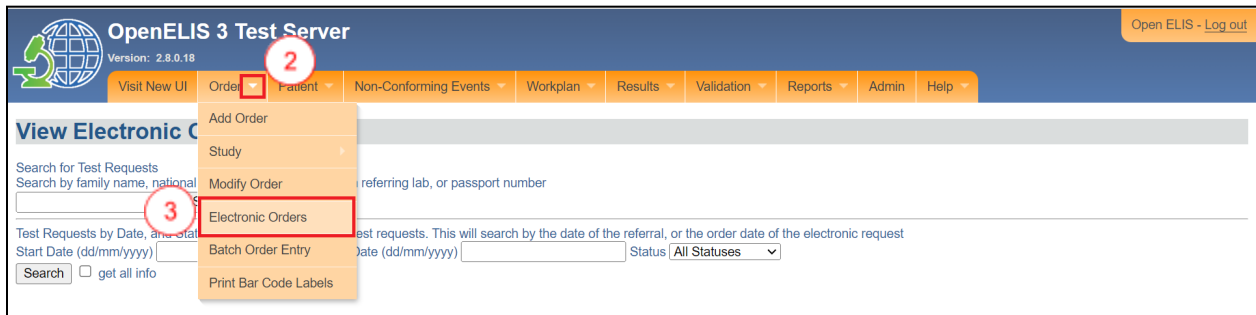 OpenELIS 3 Test Server
Open ELIS - Log out
Version: 2.8.0.18
2
Visit New UI Order Patient Non-Conforming Events Workplan Results Validation Reports Admin Help
Add Order
View Electronic O
Study
Search for Test Requests
Search by family name, national referring lab, or passport number
Modify Order
3
Electronic Orders
Test Requests by Date, and Stat est requests. This will search by the date of the referral, or the order date of the electronic request
Start Date (dd/mm/yyyy) Date (dd/mm/yyyy) Status All Statuses
Batch Order Entry
Search get all info
Print Bar Code Labels